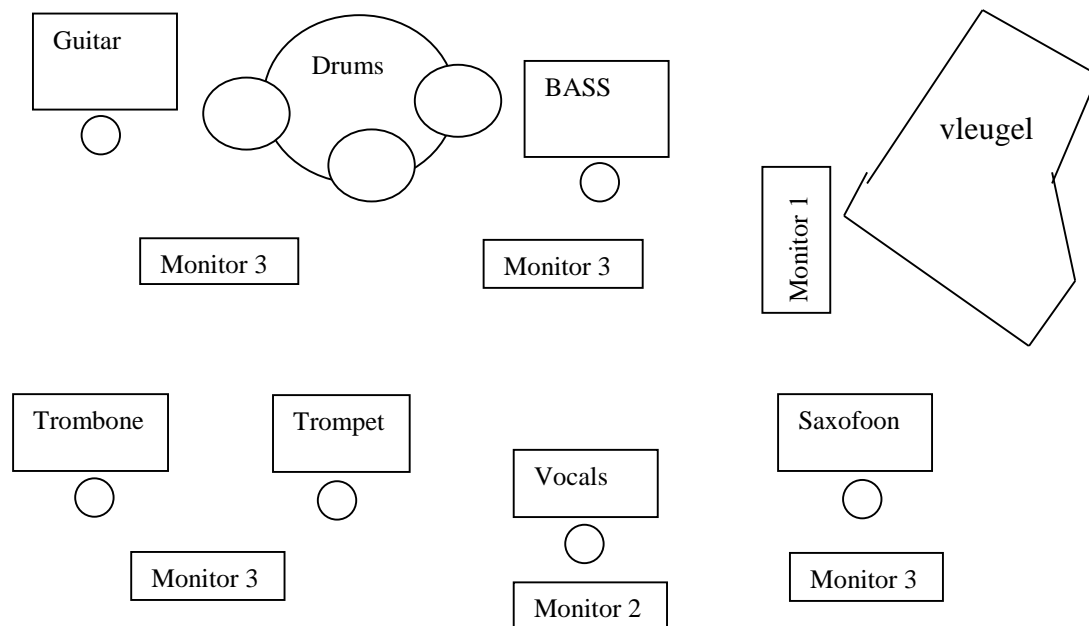 Guitar
Drums
BASS
vleugel
Monitor 1
Monitor 3
Monitor 3
Trombone
Trompet
Vocals
Saxofoon
Monitor 3
Monitor 2
Monitor 3